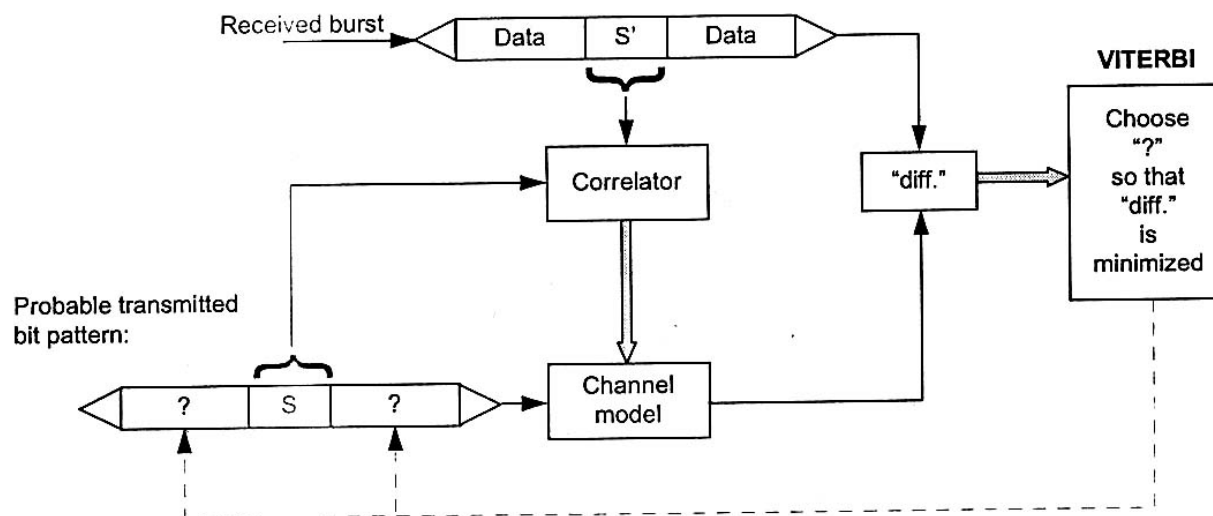 Received burst
Data
S’
Data
VITERBI
Choose
“?”
so that
“diff.”
is
minimized
Correlator
“diff.”
Probable transmitted
bit pattern:
?
S
?
Channel
model